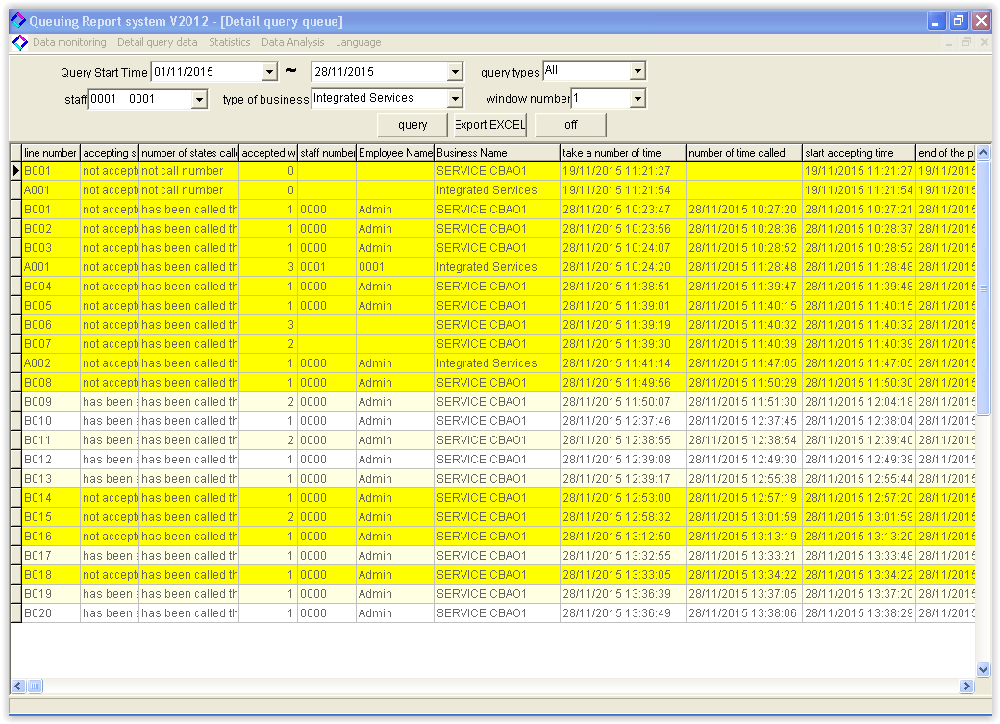 Queuing Report system V2012 - [Detail query queue]
Data monitoring Detail query data Statistics Data Analysis Language
Query Start Time 01/11/2015 ~ 28/11/2015 query types All
staff 0001 0001 type of business Integrated Services window number 1
query Export EXCEL off
line number accepting st number of states calle accepted w staff number Employee Name Business Name take a number of time number of time called start accepting time end of the p
B001 not accepte not call number 0 SERVICE CBAO1 19/11/2015 11:21:27 19/11/2015 11:21:27 19/11/2015
A001 not accepte not call number 0 Integrated Services 19/11/2015 11:21:54 19/11/2015 11:21:54 19/11/2015
B001 not accepte has been called th 1 0000 Admin SERVICE CBAO1 28/11/2015 10:23:47 28/11/2015 10:27:20 28/11/2015 10:27:21 28/11/2015
B002 not accepte has been called th 1 0000 Admin SERVICE CBAO1 28/11/2015 10:23:56 28/11/2015 10:28:36 28/11/2015 10:28:37 28/11/2015
B003 not accepte has been called th 1 0000 Admin SERVICE CBAO1 28/11/2015 10:24:07 28/11/2015 10:28:52 28/11/2015 10:28:52 28/11/2015
A001 not accepte has been called th 3 0001 0001 Integrated Services 28/11/2015 10:24:20 28/11/2015 11:28:48 28/11/2015 11:28:48 28/11/2015
B004 not accepte has been called th 1 0000 Admin SERVICE CBAO1 28/11/2015 11:38:51 28/11/2015 11:39:47 28/11/2015 11:39:48 28/11/2015
B005 not accepte has been called th 1 0000 Admin SERVICE CBAO1 28/11/2015 11:39:01 28/11/2015 11:40:15 28/11/2015 11:40:15 28/11/2015
B006 not accepte has been called th 3 SERVICE CBAO1 28/11/2015 11:39:19 28/11/2015 11:40:32 28/11/2015 11:40:32 28/11/2015
B007 not accepte has been called th 2 SERVICE CBAO1 28/11/2015 11:39:30 28/11/2015 11:40:39 28/11/2015 11:40:39 28/11/2015
A002 not accepte has been called th 1 0000 Admin Integrated Services 28/11/2015 11:41:14 28/11/2015 11:47:05 28/11/2015 11:47:05 28/11/2015
B008 not accepte has been called th 1 0000 Admin SERVICE CBAO1 28/11/2015 11:49:56 28/11/2015 11:50:29 28/11/2015 11:50:30 28/11/2015
B009 has been a has been called th 2 0000 Admin SERVICE CBAO1 28/11/2015 11:50:07 28/11/2015 11:51:30 28/11/2015 12:04:18 28/11/2015
B010 has been a has been called th 1 0000 Admin SERVICE CBAO1 28/11/2015 12:37:46 28/11/2015 12:37:45 28/11/2015 12:38:04 28/11/2015
B011 has been a has been called th 2 0000 Admin SERVICE CBAO1 28/11/2015 12:38:55 28/11/2015 12:38:54 28/11/2015 12:39:40 28/11/2015
B012 has been a has been called th 1 0000 Admin SERVICE CBAO1 28/11/2015 12:39:08 28/11/2015 12:49:30 28/11/2015 12:49:38 28/11/2015
B013 has been a has been called th 1 0000 Admin SERVICE CBAO1 28/11/2015 12:39:17 28/11/2015 12:55:38 28/11/2015 12:55:44 28/11/2015
B014 not accepte has been called th 1 0000 Admin SERVICE CBAO1 28/11/2015 12:53:00 28/11/2015 12:57:19 28/11/2015 12:57:20 28/11/2015
B015 not accepte has been called th 2 0000 Admin SERVICE CBAO1 28/11/2015 12:58:32 28/11/2015 13:01:59 28/11/2015 13:01:59 28/11/2015
B016 not accepte has been called th 1 0000 Admin SERVICE CBAO1 28/11/2015 13:12:50 28/11/2015 13:13:19 28/11/2015 13:13:20 28/11/2015
B017 has been a has been called th 1 0000 Admin SERVICE CBAO1 28/11/2015 13:32:55 28/11/2015 13:33:21 28/11/2015 13:33:48 28/11/2015
B018 not accepte has been called th 1 0000 Admin SERVICE CBAO1 28/11/2015 13:33:05 28/11/2015 13:34:22 28/11/2015 13:34:22 28/11/2015
B019 has been a has been called th 1 0000 Admin SERVICE CBAO1 28/11/2015 13:36:39 28/11/2015 13:37:05 28/11/2015 13:37:20 28/11/2015
B020 has been a has been called th 1 0000 Admin SERVICE CBAO1 28/11/2015 13:36:49 28/11/2015 13:38:06 28/11/2015 13:38:29 28/11/2015